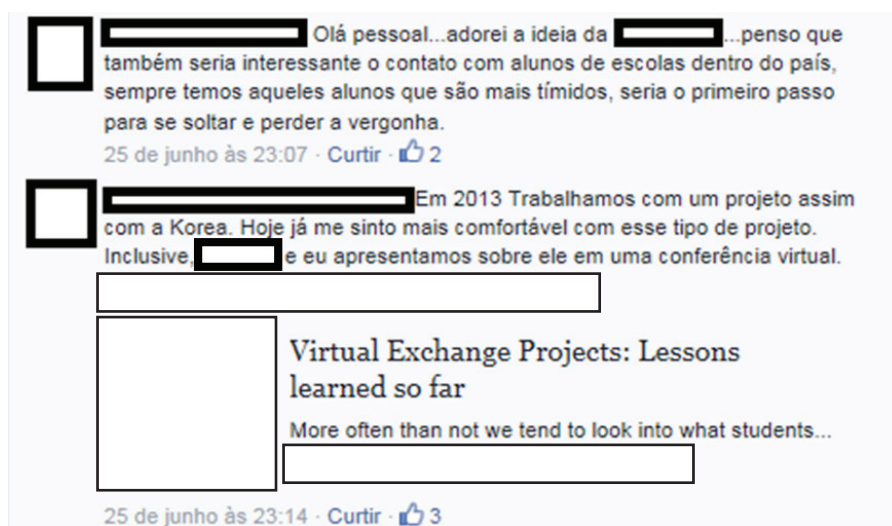 Olá pessoal...adorei a ideia da ...penso que
também seria interessante o contato com alunos de escolas dentro do país,
sempre temos aqueles alunos que são mais tímidos, seria o primeiro passo
para se soltar e perder a vergonha.
25 de junho às 23:07 · Curtir · 2
Em 2013 Trabalhamos com um projeto assim
com a Korea. Hoje já me sinto mais comfortável com esse tipo de projeto.
Inclusive, e eu apresentamos sobre ele em uma conferência virtual.
Virtual Exchange Projects: Lessons
learned so far
More often than not we tend to look into what students...
25 de junho às 23:14 · Curtir · 3